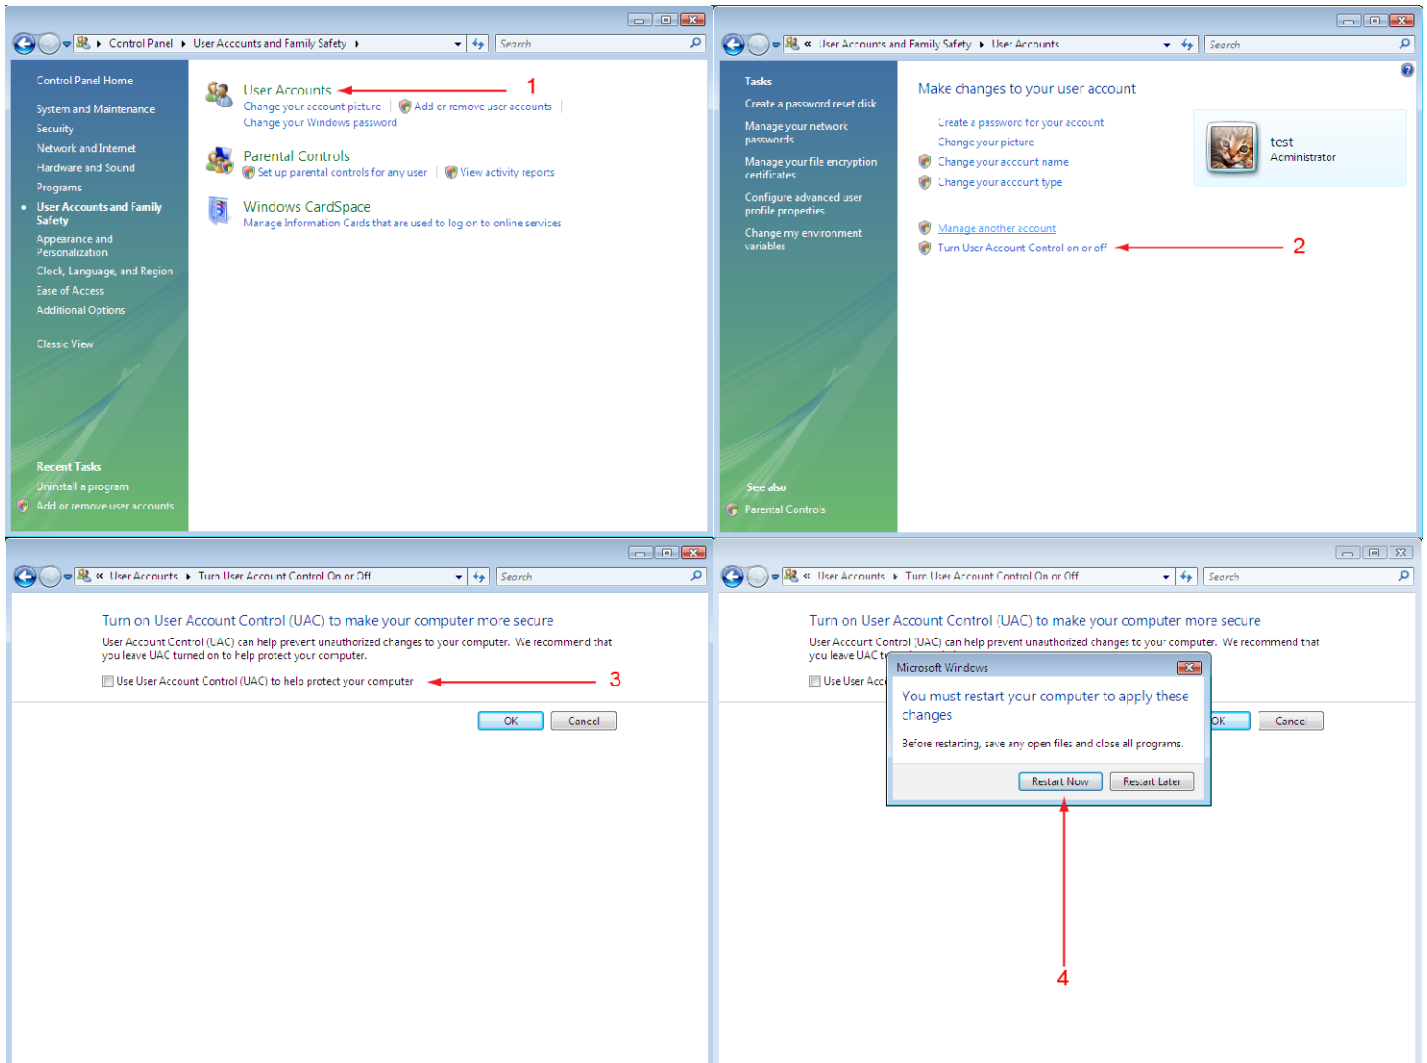 Control Panel ▸ User Accounts and Family Safety ▸
Search
Control Panel Home
System and Maintenance
Security
Network and Internet
Hardware and Sound
Programs
User Accounts and Family
Safety
Appearance and
Personalization
Clock, Language, and Region
Ease of Access
Additional Options
Classic View
Recent Tasks
Uninstall a program
Add or remove user accounts
User Accounts
1
Change your account picture
Add or remove user accounts
Change your Windows password
Parental Controls
Set up parental controls for any user
View activity reports
Windows CardSpace
Manage Information Cards that are used to log on to online services
« User Accounts and Family Safety ▸ User Accounts
Search
Tasks
Create a password reset disk
Manage your network
passwords
Manage your file encryption
certificates
Configure advanced user
profile properties
Change my environment
variables
See also
Parental Controls
Make changes to your user account
Create a password for your account
Change your picture
Change your account name
Change your account type
Manage another account
Turn User Account Control on or off
2
test
Administrator
« User Accounts ▸ Turn User Account Control On or Off
Search
Turn on User Account Control (UAC) to make your computer more secure
User Account Control (UAC) can help prevent unauthorized changes to your computer. We recommend that
you leave UAC turned on to help protect your computer.
Use User Account Control (UAC) to help protect your computer
3
OK
Cancel
« User Accounts ▸ Turn User Account Control On or Off
Search
Turn on User Account Control (UAC) to make your computer more secure
User Account Control (UAC) can help prevent unauthorized changes to your computer. We recommend that
you leave UAC t
Use User Acc
OK
Cancel
Microsoft Windows
You must restart your computer to apply these
changes
Before restarting, save any open files and close all programs.
Restart Now
Restart Later
4